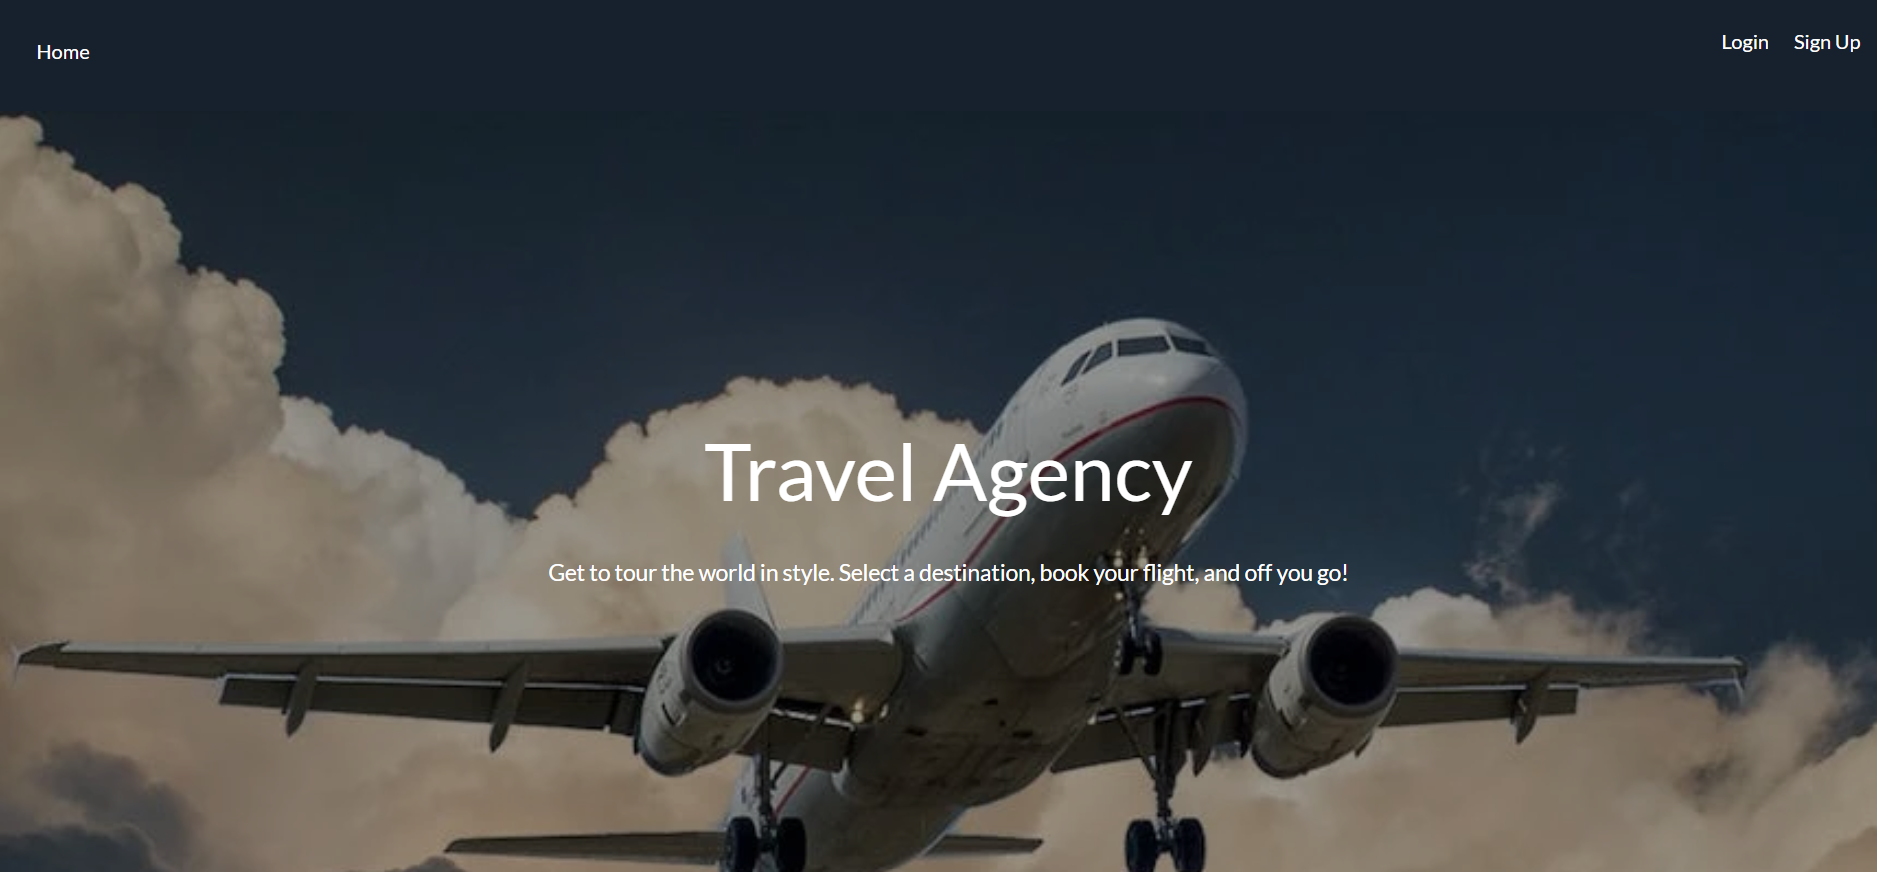 Home
Login
Sign Up
Travel Agency
Get to tour the world in style. Select a destination, book your flight, and off you go!